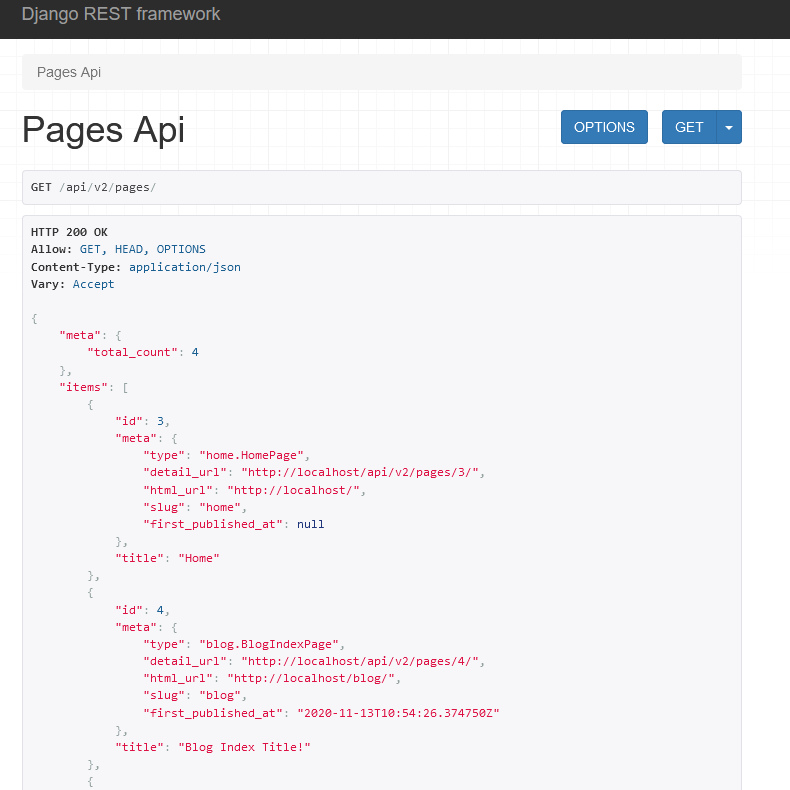 Django REST framework
Pages Api
Pages Api
OPTIONS
GET
GET /api/v2/pages/
HTTP 200 OK
Allow: GET, HEAD, OPTIONS
Content-Type: application/json
Vary: Accept
{
    "meta": {
        "total_count": 4
    },
    "items": [
        {
            "id": 3,
            "meta": {
                "type": "home.HomePage",
                "detail_url": "http://localhost/api/v2/pages/3/",
                "html_url": "http://localhost/",
                "slug": "home",
                "first_published_at": null
            },
            "title": "Home"
        },
        {
            "id": 4,
            "meta": {
                "type": "blog.BlogIndexPage",
                "detail_url": "http://localhost/api/v2/pages/4/",
                "html_url": "http://localhost/blog/",
                "slug": "blog",
                "first_published_at": "2020-11-13T10:54:26.374750Z"
            },
            "title": "Blog Index Title!"
        },
        {